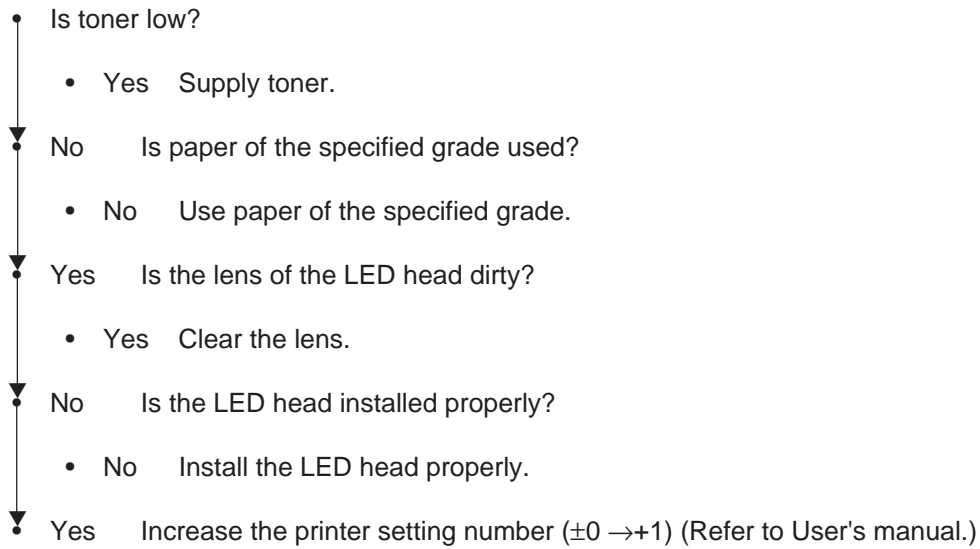 • Is toner low?
• Yes Supply toner.
• No Is paper of the specified grade used?
• No Use paper of the specified grade.
• Yes Is the lens of the LED head dirty?
• Yes Clear the lens.
• No Is the LED head installed properly?
• No Install the LED head properly.
• Yes Increase the printer setting number (±0 →+1) (Refer to User's manual.)